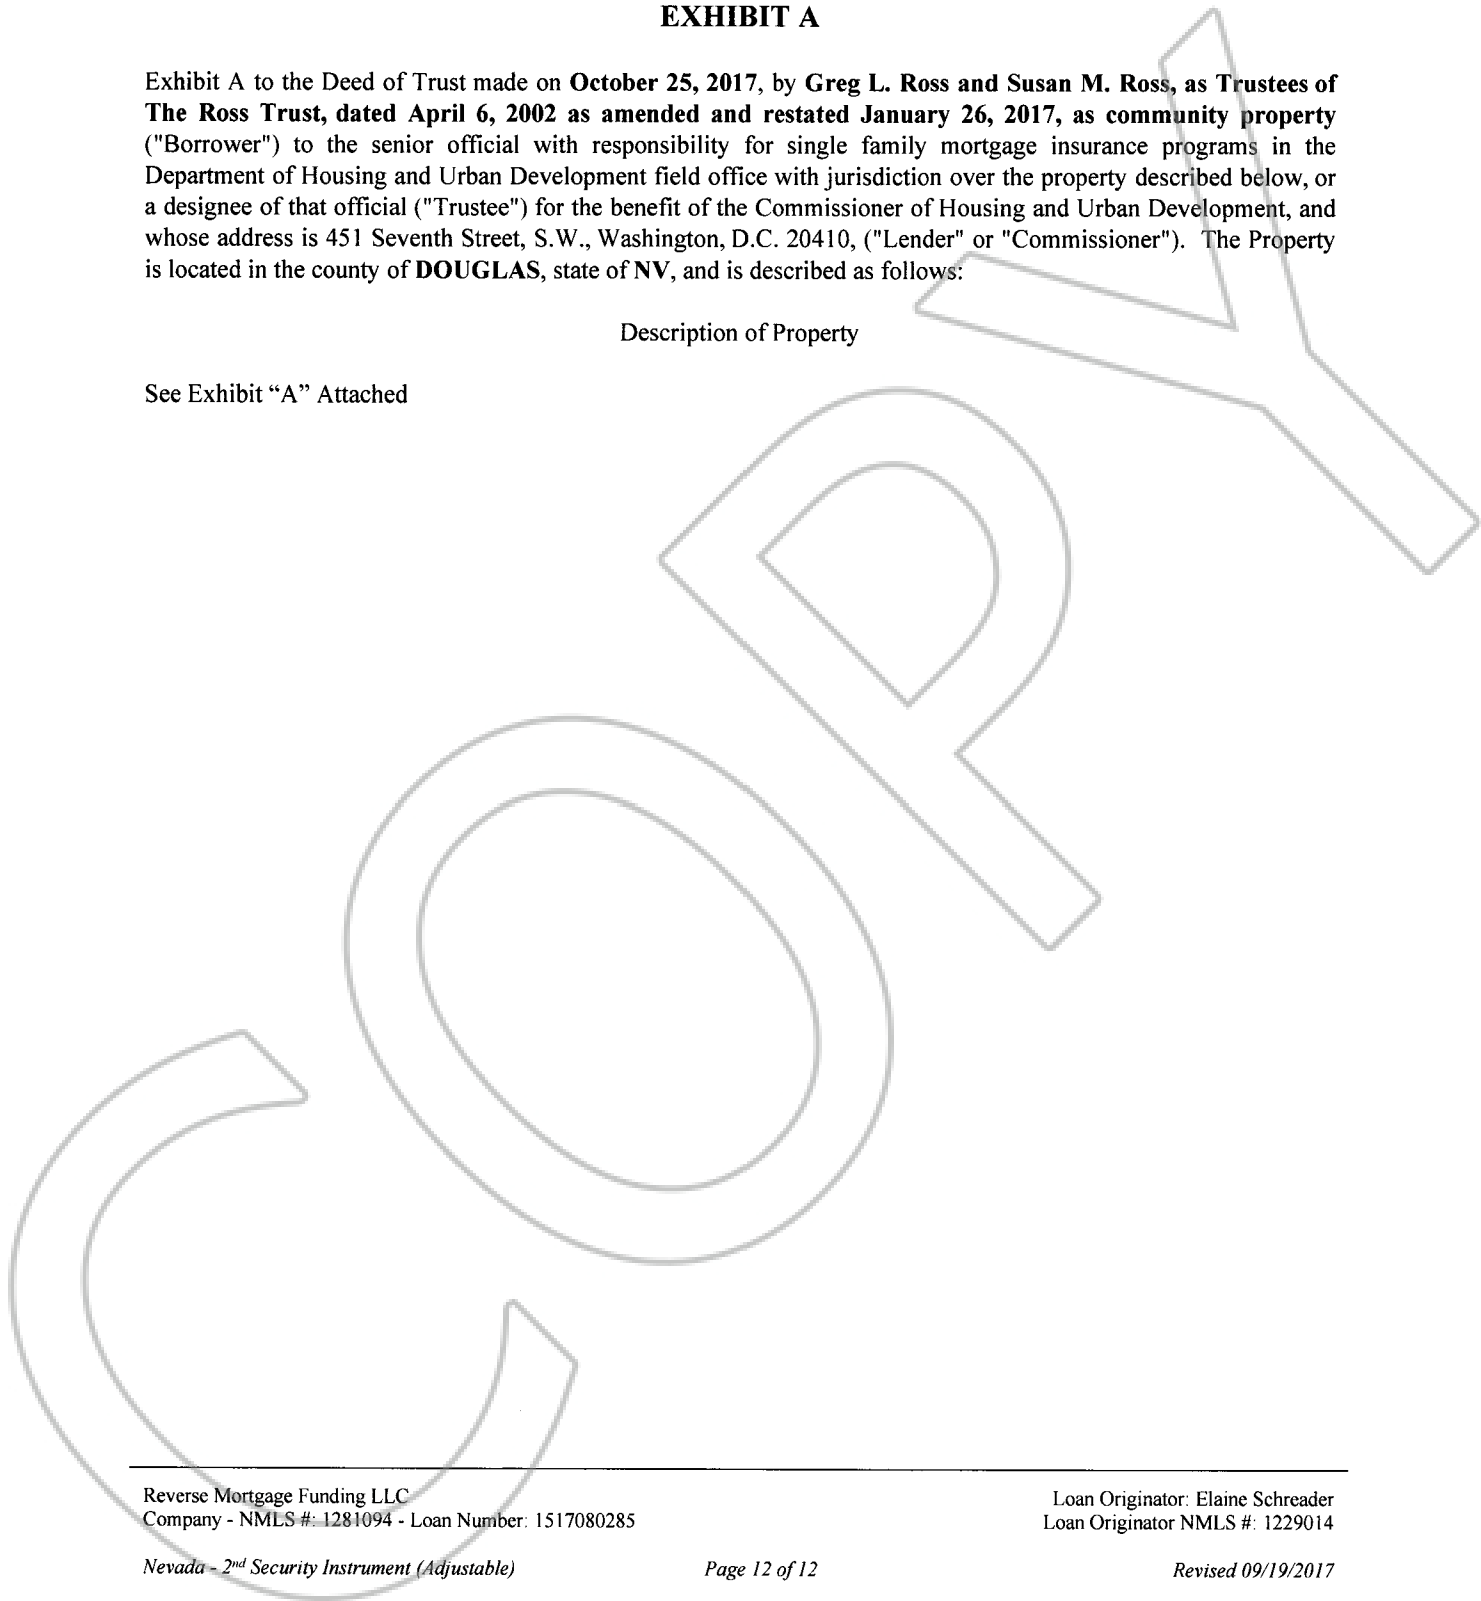 EXHIBIT A
Exhibit A to the Deed of Trust made on October 25, 2017, by Greg L. Ross and Susan M. Ross, as Trustees of
The Ross Trust, dated April 6, 2002 as amended and restated January 26, 2017, as community property
("Borrower") to the senior official with responsibility for single family mortgage insurance programs in the
Department of Housing and Urban Development field office with jurisdiction over the property described below, or
a designee of that official ("Trustee") for the benefit of the Commissioner of Housing and Urban Development, and
whose address is 451 Seventh Street, S.W., Washington, D.C. 20410, ("Lender" or "Commissioner"). The Property
is located in the county of DOUGLAS, state of NV, and is described as follows:
Description of Property
See Exhibit “A” Attached
COPY
Reverse Mortgage Funding LLC
Company - NMLS #: 1281094 - Loan Number: 1517080285
Loan Originator: Elaine Schreader
Loan Originator NMLS #: 1229014
Nevada - 2nd Security Instrument (Adjustable) Page 12 of 12 Revised 09/19/2017